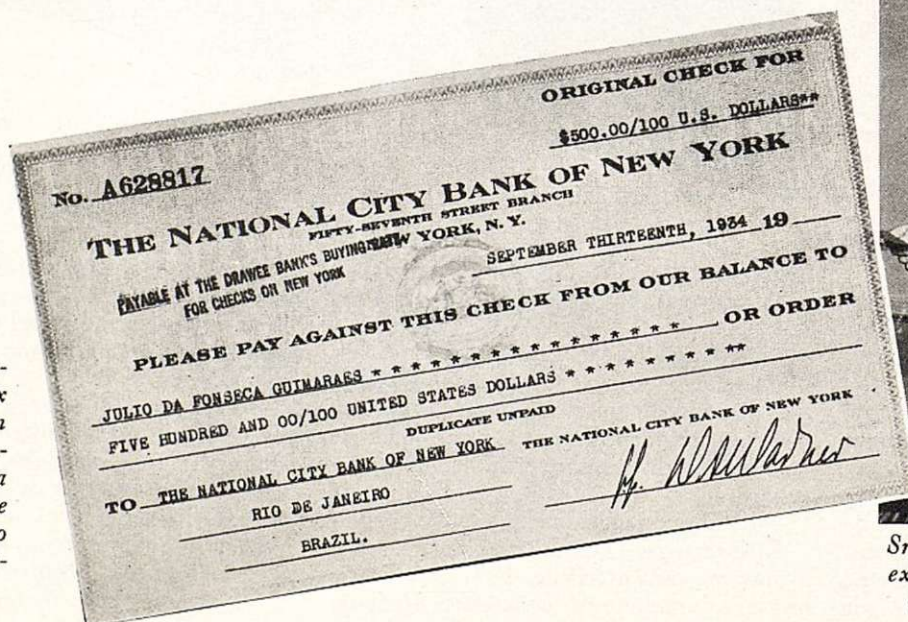 ORIGINAL CHECK FOR
$500.00/100 U.S. DOLLARS**
No. A628817
THE NATIONAL CITY BANK OF NEW YORK
FIFTY-SEVENTH STREET BRANCH
NEW YORK, N. Y.
PAYABLE AT THE DRAWEE BANK'S BUYING RATE
FOR CHECKS ON NEW YORK
SEPTEMBER THIRTEENTH, 1934 19
PLEASE PAY AGAINST THIS CHECK FROM OUR BALANCE TO
JULIO DA FONSECA GUIMARAES * * * * * * * * * * * * * * * * OR ORDER
FIVE HUNDRED AND 00/100 UNITED STATES DOLLARS * * * * * * * * * **
DUPLICATE UNPAID
TO THE NATIONAL CITY BANK OF NEW YORK
RIO DE JANEIRO
BRAZIL.
THE NATIONAL CITY BANK OF NEW YORK
x
a
e
o
Sr
ex